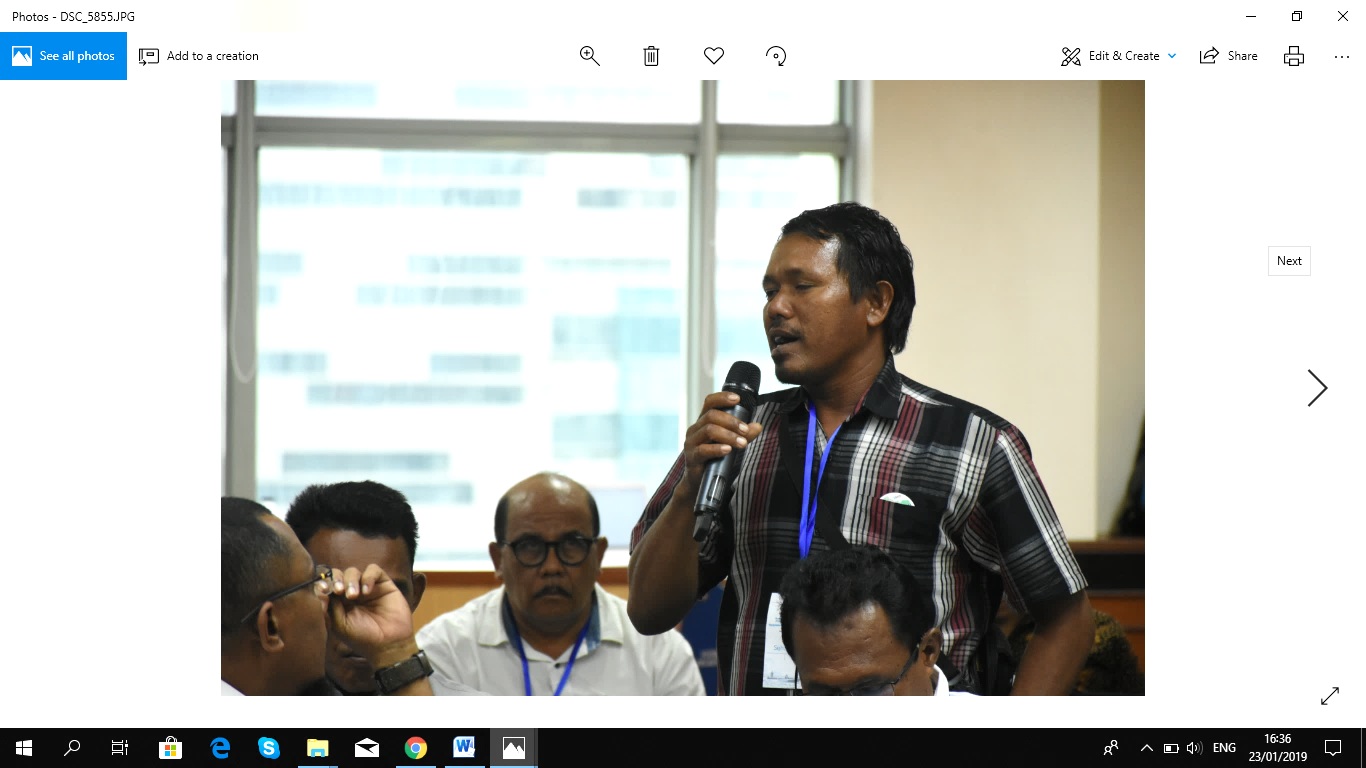 Photos - DSC_5855.JPG
See all photos
Add to a creation
Edit & Create
Share
Next
ENG
16:36
23/01/2019